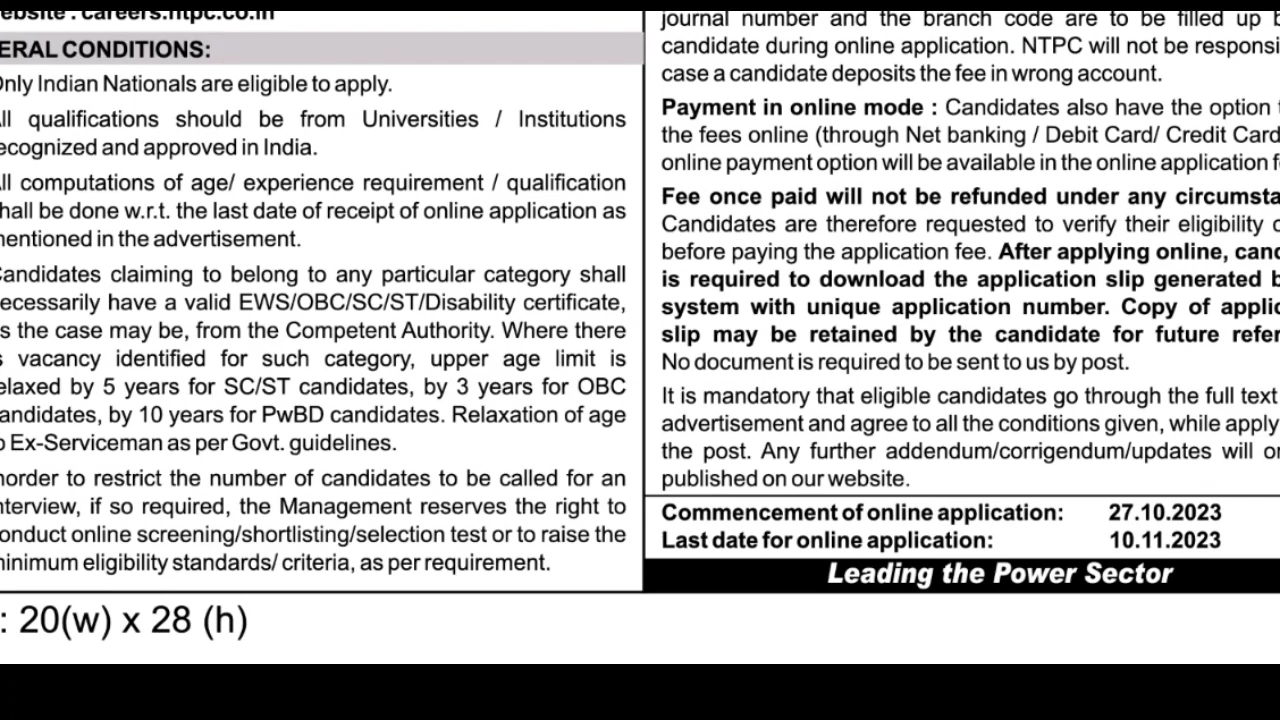 ebsite : careers.ntpc.co.in
ERAL CONDITIONS:
Only Indian Nationals are eligible to apply.
ll qualifications should be from Universities / Institutions
ecognized and approved in India.
ll computations of age/ experience requirement / qualification
hall be done w.r.t. the last date of receipt of online application as
mentioned in the advertisement.
Candidates claiming to belong to any particular category shall
ecessarily have a valid EWS/OBC/SC/ST/Disability certificate,
s the case may be, from the Competent Authority. Where there
s vacancy identified for such category, upper age limit is
elaxed by 5 years for SC/ST candidates, by 3 years for OBC
andidates, by 10 years for PwBD candidates. Relaxation of age
o Ex-Serviceman as per Govt. guidelines.
norder to restrict the number of candidates to be called for an
nterview, if so required, the Management reserves the right to
onduct online screening/shortlisting/selection test or to raise the
minimum eligibility standards/ criteria, as per requirement.
journal number and the branch code are to be filled up b
candidate during online application. NTPC will not be responsi
case a candidate deposits the fee in wrong account.
Payment in online mode : Candidates also have the option t
the fees online (through Net banking / Debit Card/ Credit Card
online payment option will be available in the online application f
Fee once paid will not be refunded under any circumsta
Candidates are therefore requested to verify their eligibility c
before paying the application fee. After applying online, cand
is required to download the application slip generated b
system with unique application number. Copy of applic
slip may be retained by the candidate for future refer
No document is required to be sent to us by post.
It is mandatory that eligible candidates go through the full text
advertisement and agree to all the conditions given, while apply
the post. Any further addendum/corrigendum/updates will on
published on our website.
Commencement of online application: 27.10.2023
Last date for online application: 10.11.2023
Leading the Power Sector
: 20(w) x 28 (h)